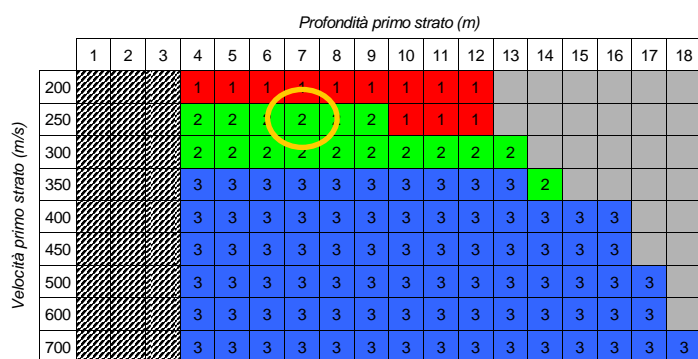 Profondità primo strato (m)
1 2 3 4 5 6 7 8 9 10 11 12 13 14 15 16 17 18
Velocità primo strato (m/s)
200 1 1 1 1 1 1 1 1 1
250 2 2 2 2 2 2 1 1 1
300 2 2 2 2 2 2 2 2 2 2
350 3 3 3 3 3 3 3 3 3 3 2
400 3 3 3 3 3 3 3 3 3 3 3 3 3
450 3 3 3 3 3 3 3 3 3 3 3 3 3
500 3 3 3 3 3 3 3 3 3 3 3 3 3 3
600 3 3 3 3 3 3 3 3 3 3 3 3 3 3
700 3 3 3 3 3 3 3 3 3 3 3 3 3 3 3